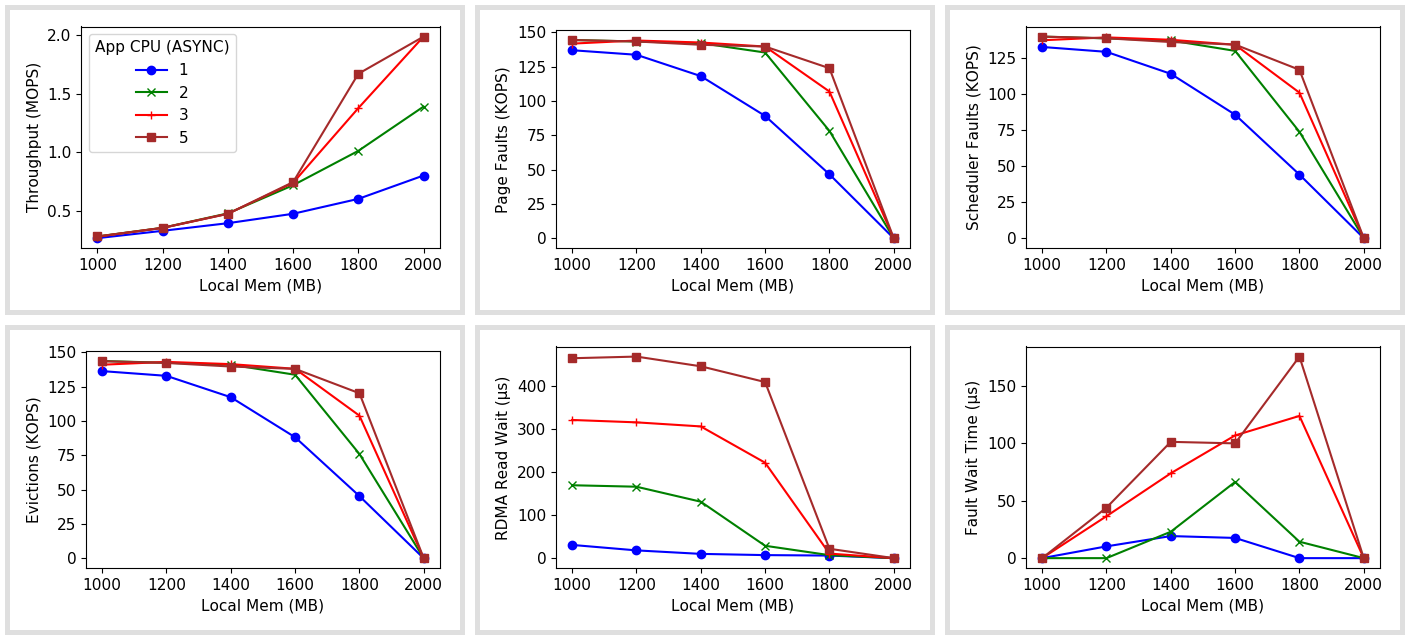 Throughput (MOPS)
2.0
1.5
1.0
0.5
App CPU (ASYNC)
1
2
3
5
1000 1200 1400 1600 1800 2000
Local Mem (MB)
Page Faults (KOPS)
150
125
100
75
50
25
0
1000 1200 1400 1600 1800 2000
Local Mem (MB)
Scheduler Faults (KOPS)
125
100
75
50
25
0
1000 1200 1400 1600 1800 2000
Local Mem (MB)
Evictions (KOPS)
150
125
100
75
50
25
0
1000 1200 1400 1600 1800 2000
Local Mem (MB)
RDMA Read Wait (µs)
400
300
200
100
0
1000 1200 1400 1600 1800 2000
Local Mem (MB)
Fault Wait Time (µs)
150
100
50
0
1000 1200 1400 1600 1800 2000
Local Mem (MB)